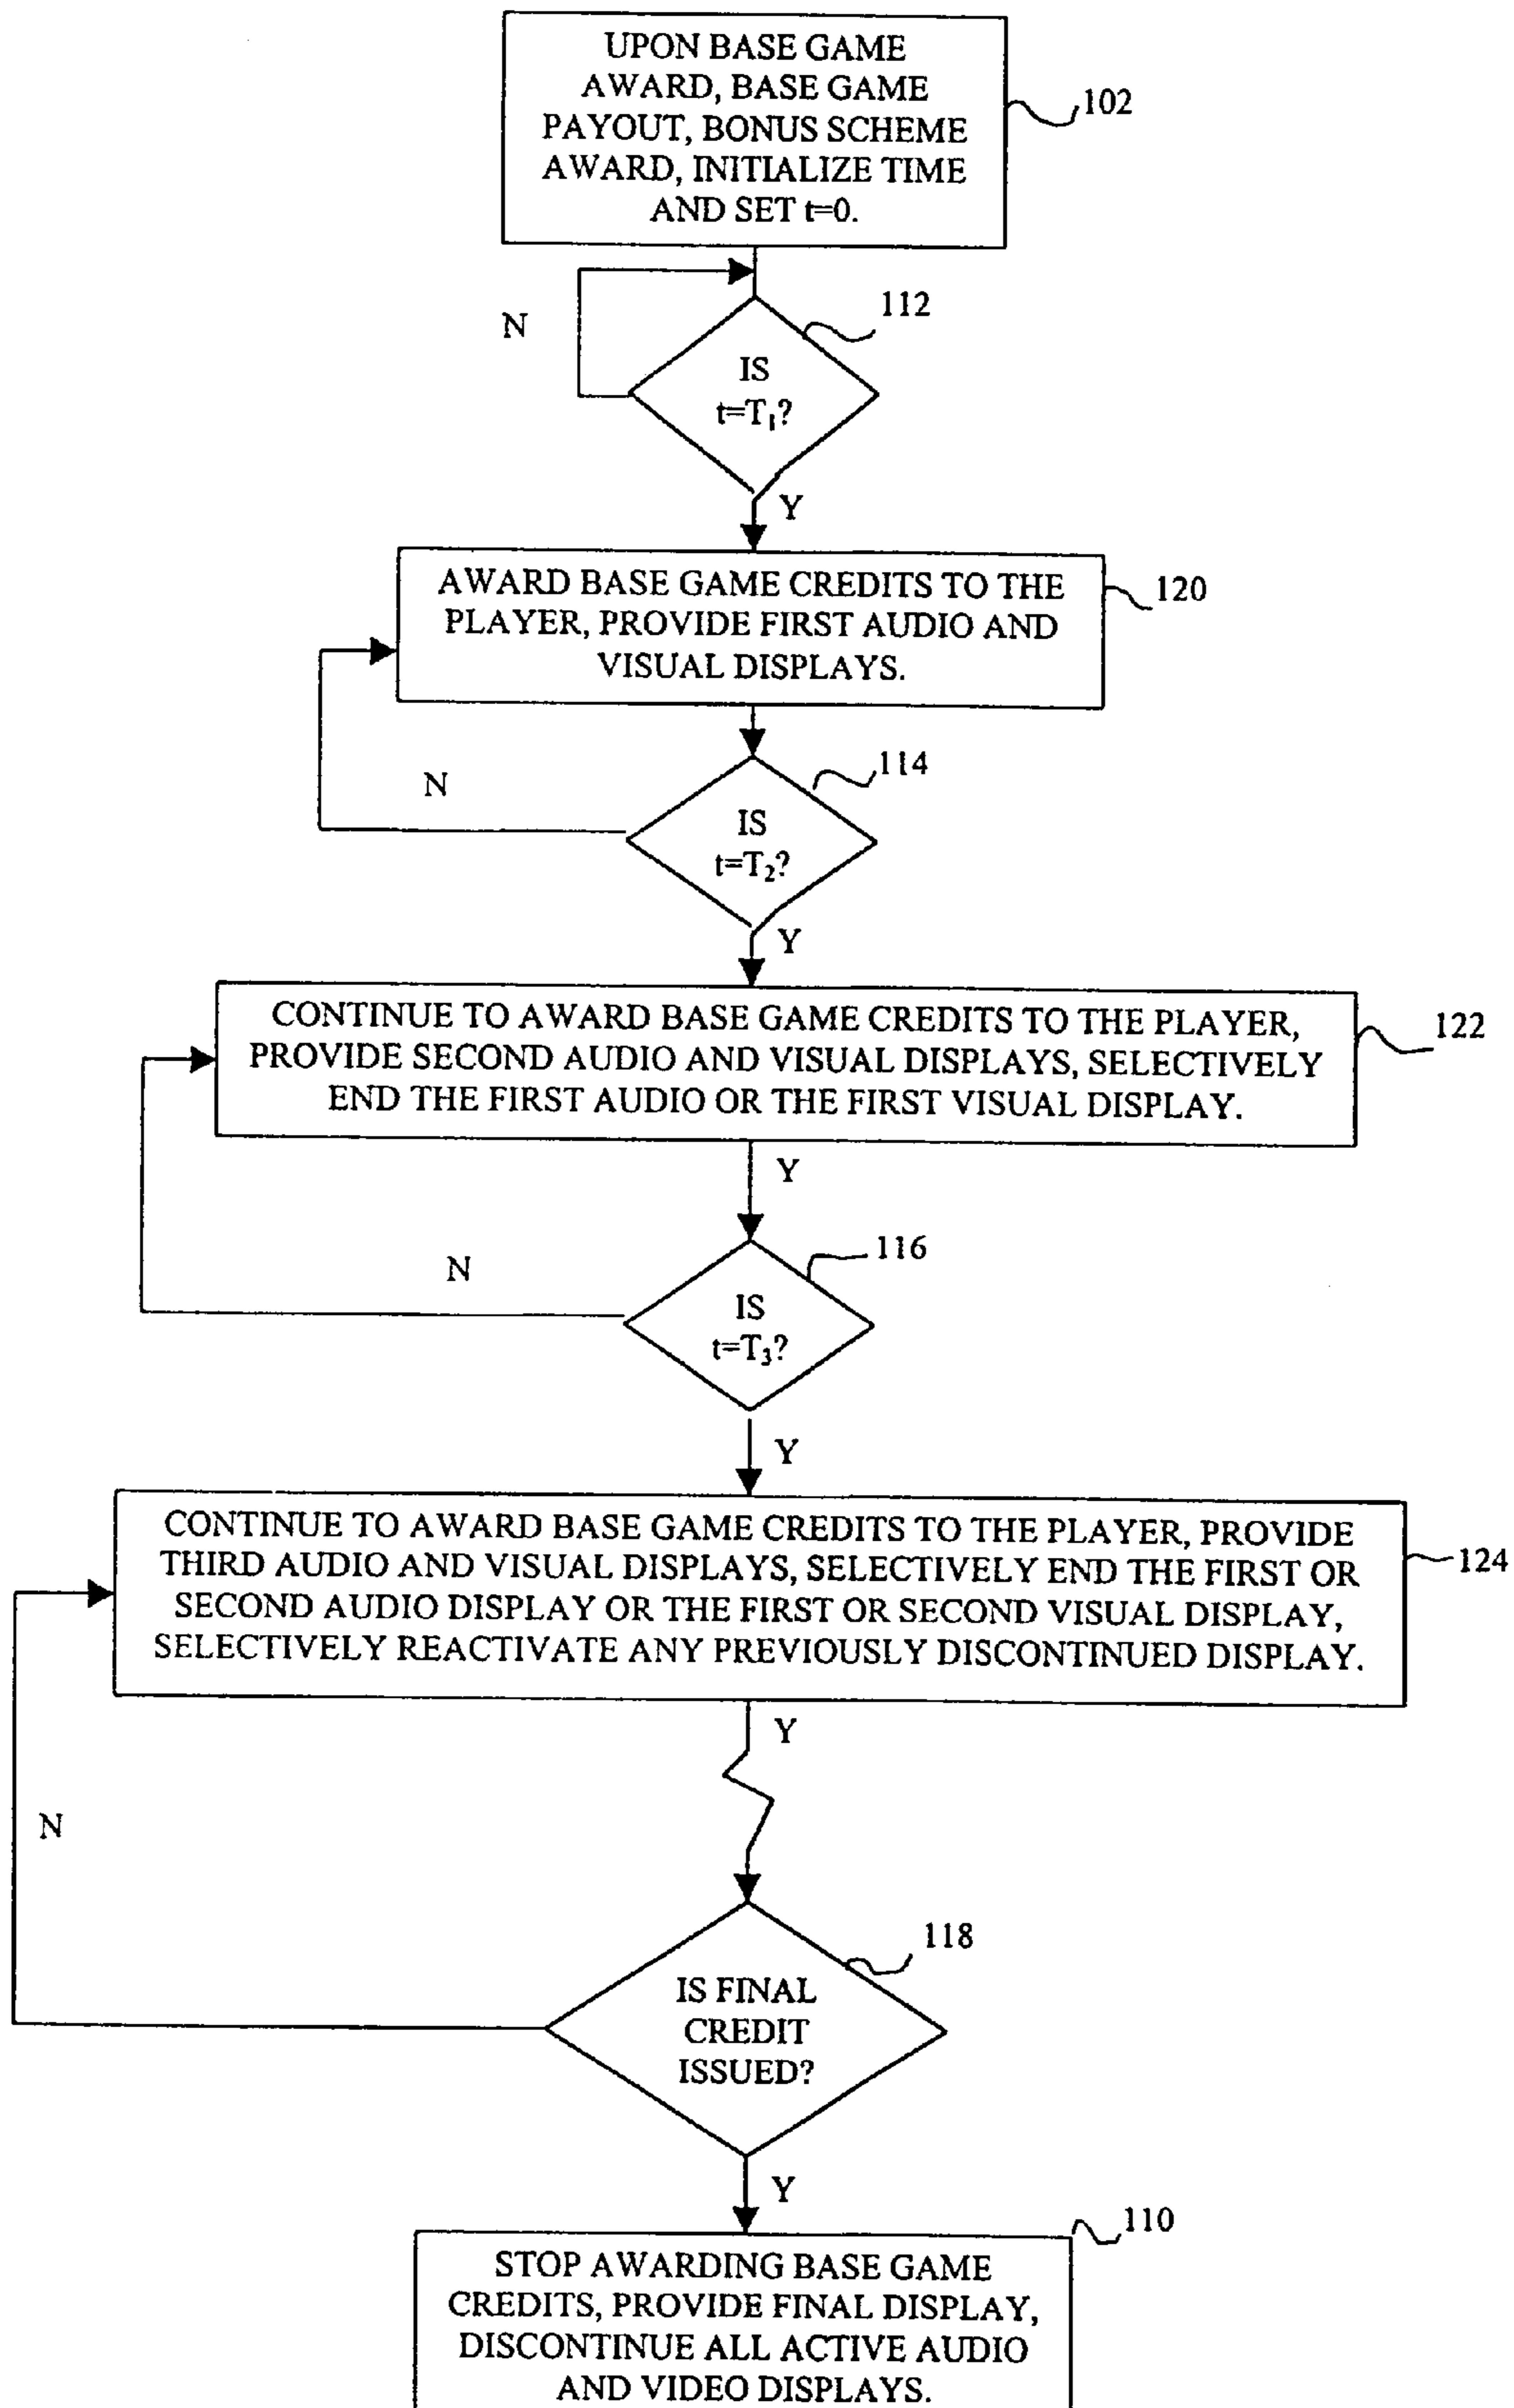 UPON BASE GAME
AWARD, BASE GAME
PAYOUT, BONUS SCHEME
AWARD, INITIALIZE TIME
AND SET t=0.
102
112
N
IS
t=T₁?
Y
AWARD BASE GAME CREDITS TO THE
PLAYER, PROVIDE FIRST AUDIO AND
VISUAL DISPLAYS.
120
114
N
IS
t=T₂?
Y
CONTINUE TO AWARD BASE GAME CREDITS TO THE PLAYER,
PROVIDE SECOND AUDIO AND VISUAL DISPLAYS, SELECTIVELY
END THE FIRST AUDIO OR THE FIRST VISUAL DISPLAY.
122
Y
116
N
IS
t=T₃?
Y
CONTINUE TO AWARD BASE GAME CREDITS TO THE PLAYER, PROVIDE
THIRD AUDIO AND VISUAL DISPLAYS, SELECTIVELY END THE FIRST OR
SECOND AUDIO DISPLAY OR THE FIRST OR SECOND VISUAL DISPLAY,
SELECTIVELY REACTIVATE ANY PREVIOUSLY DISCONTINUED DISPLAY.
124
Y
N
118
IS FINAL
CREDIT
ISSUED?
Y
110
STOP AWARDING BASE GAME
CREDITS, PROVIDE FINAL DISPLAY,
DISCONTINUE ALL ACTIVE AUDIO
AND VIDEO DISPLAYS.